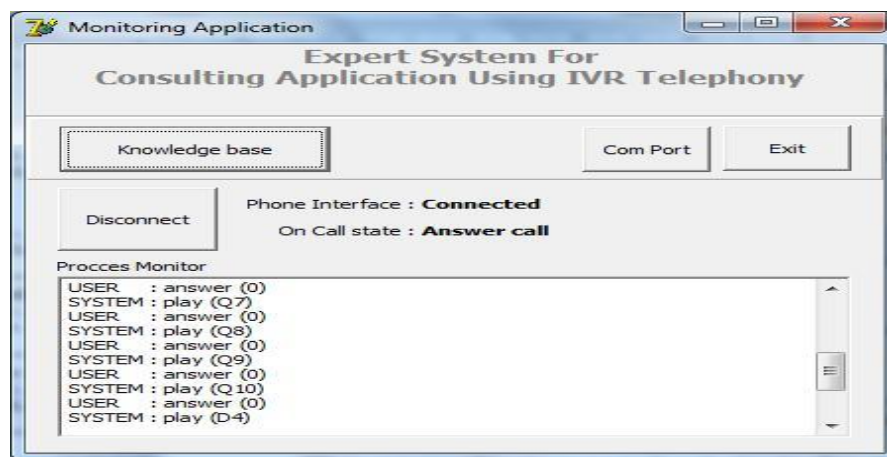 Monitoring Application
Expert System For
Consulting Application Using IVR Telephony
Knowledge base
Com Port
Exit
Disconnect
Phone Interface : Connected
On Call state : Answer call
Procces Monitor
USER : answer (0)
SYSTEM : play (Q7)
USER : answer (0)
SYSTEM : play (Q8)
USER : answer (0)
SYSTEM : play (Q9)
USER : answer (0)
SYSTEM : play (Q10)
USER : answer (0)
SYSTEM : play (D4)